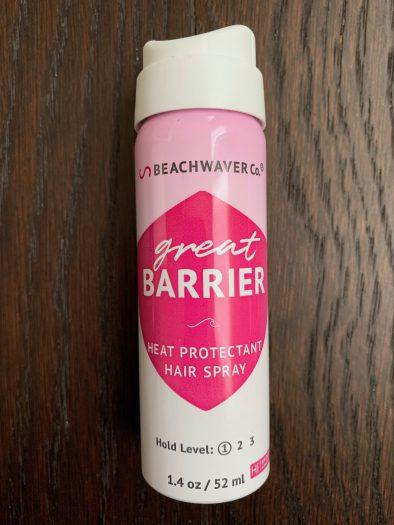 BEACHWAVER Co.®
great
BARRIER
HEAT PROTECTANT
HAIR SPRAY
Hold Level: ① 2 3
1.4 oz / 52 ml